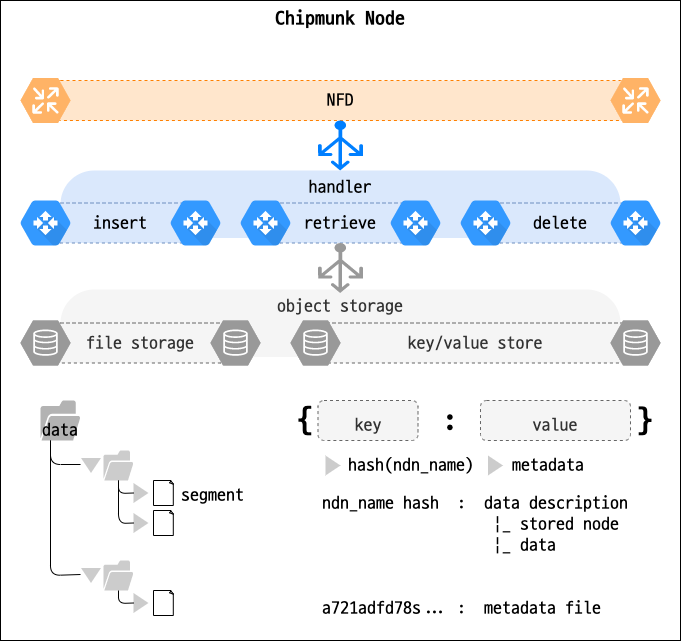 Chipmunk Node
NFD
handler
insert retrieve delete
object storage
file storage key/value store
data
segment
{ key : value }
hash(ndn_name) metadata
ndn_name hash : data description
¦_ stored node
¦_ data
a721adfd78s... : metadata file